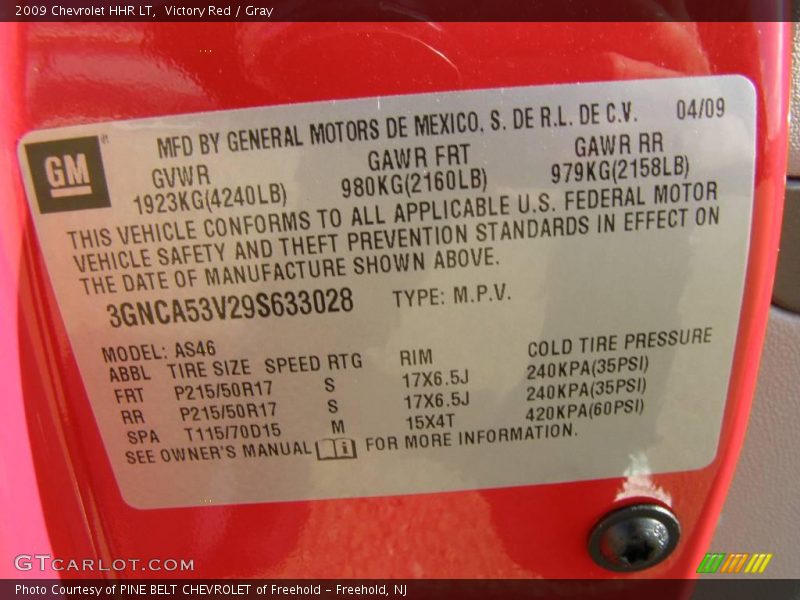 2009 Chevrolet HHR LT, Victory Red / Gray
MFD BY GENERAL MOTORS DE MEXICO, S. DE R.L. DE C.V. 04/09
GM
GVWR GAWR FRT GAWR RR
1923KG(4240LB) 980KG(2160LB) 979KG(2158LB)
THIS VEHICLE CONFORMS TO ALL APPLICABLE U.S. FEDERAL MOTOR
VEHICLE SAFETY AND THEFT PREVENTION STANDARDS IN EFFECT ON
THE DATE OF MANUFACTURE SHOWN ABOVE.
3GNCA53V29S633028 TYPE: M.P.V.
MODEL: AS46
ABBL TIRE SIZE SPEED RTG RIM COLD TIRE PRESSURE
FRT P215/50R17 S 17X6.5J 240KPA(35PSI)
RR P215/50R17 S 17X6.5J 240KPA(35PSI)
SPA T115/70D15 M 15X4T 420KPA(60PSI)
SEE OWNER'S MANUAL i FOR MORE INFORMATION.
GTCARLOT.COM
Photo Courtesy of PINE BELT CHEVROLET of Freehold - Freehold, NJ